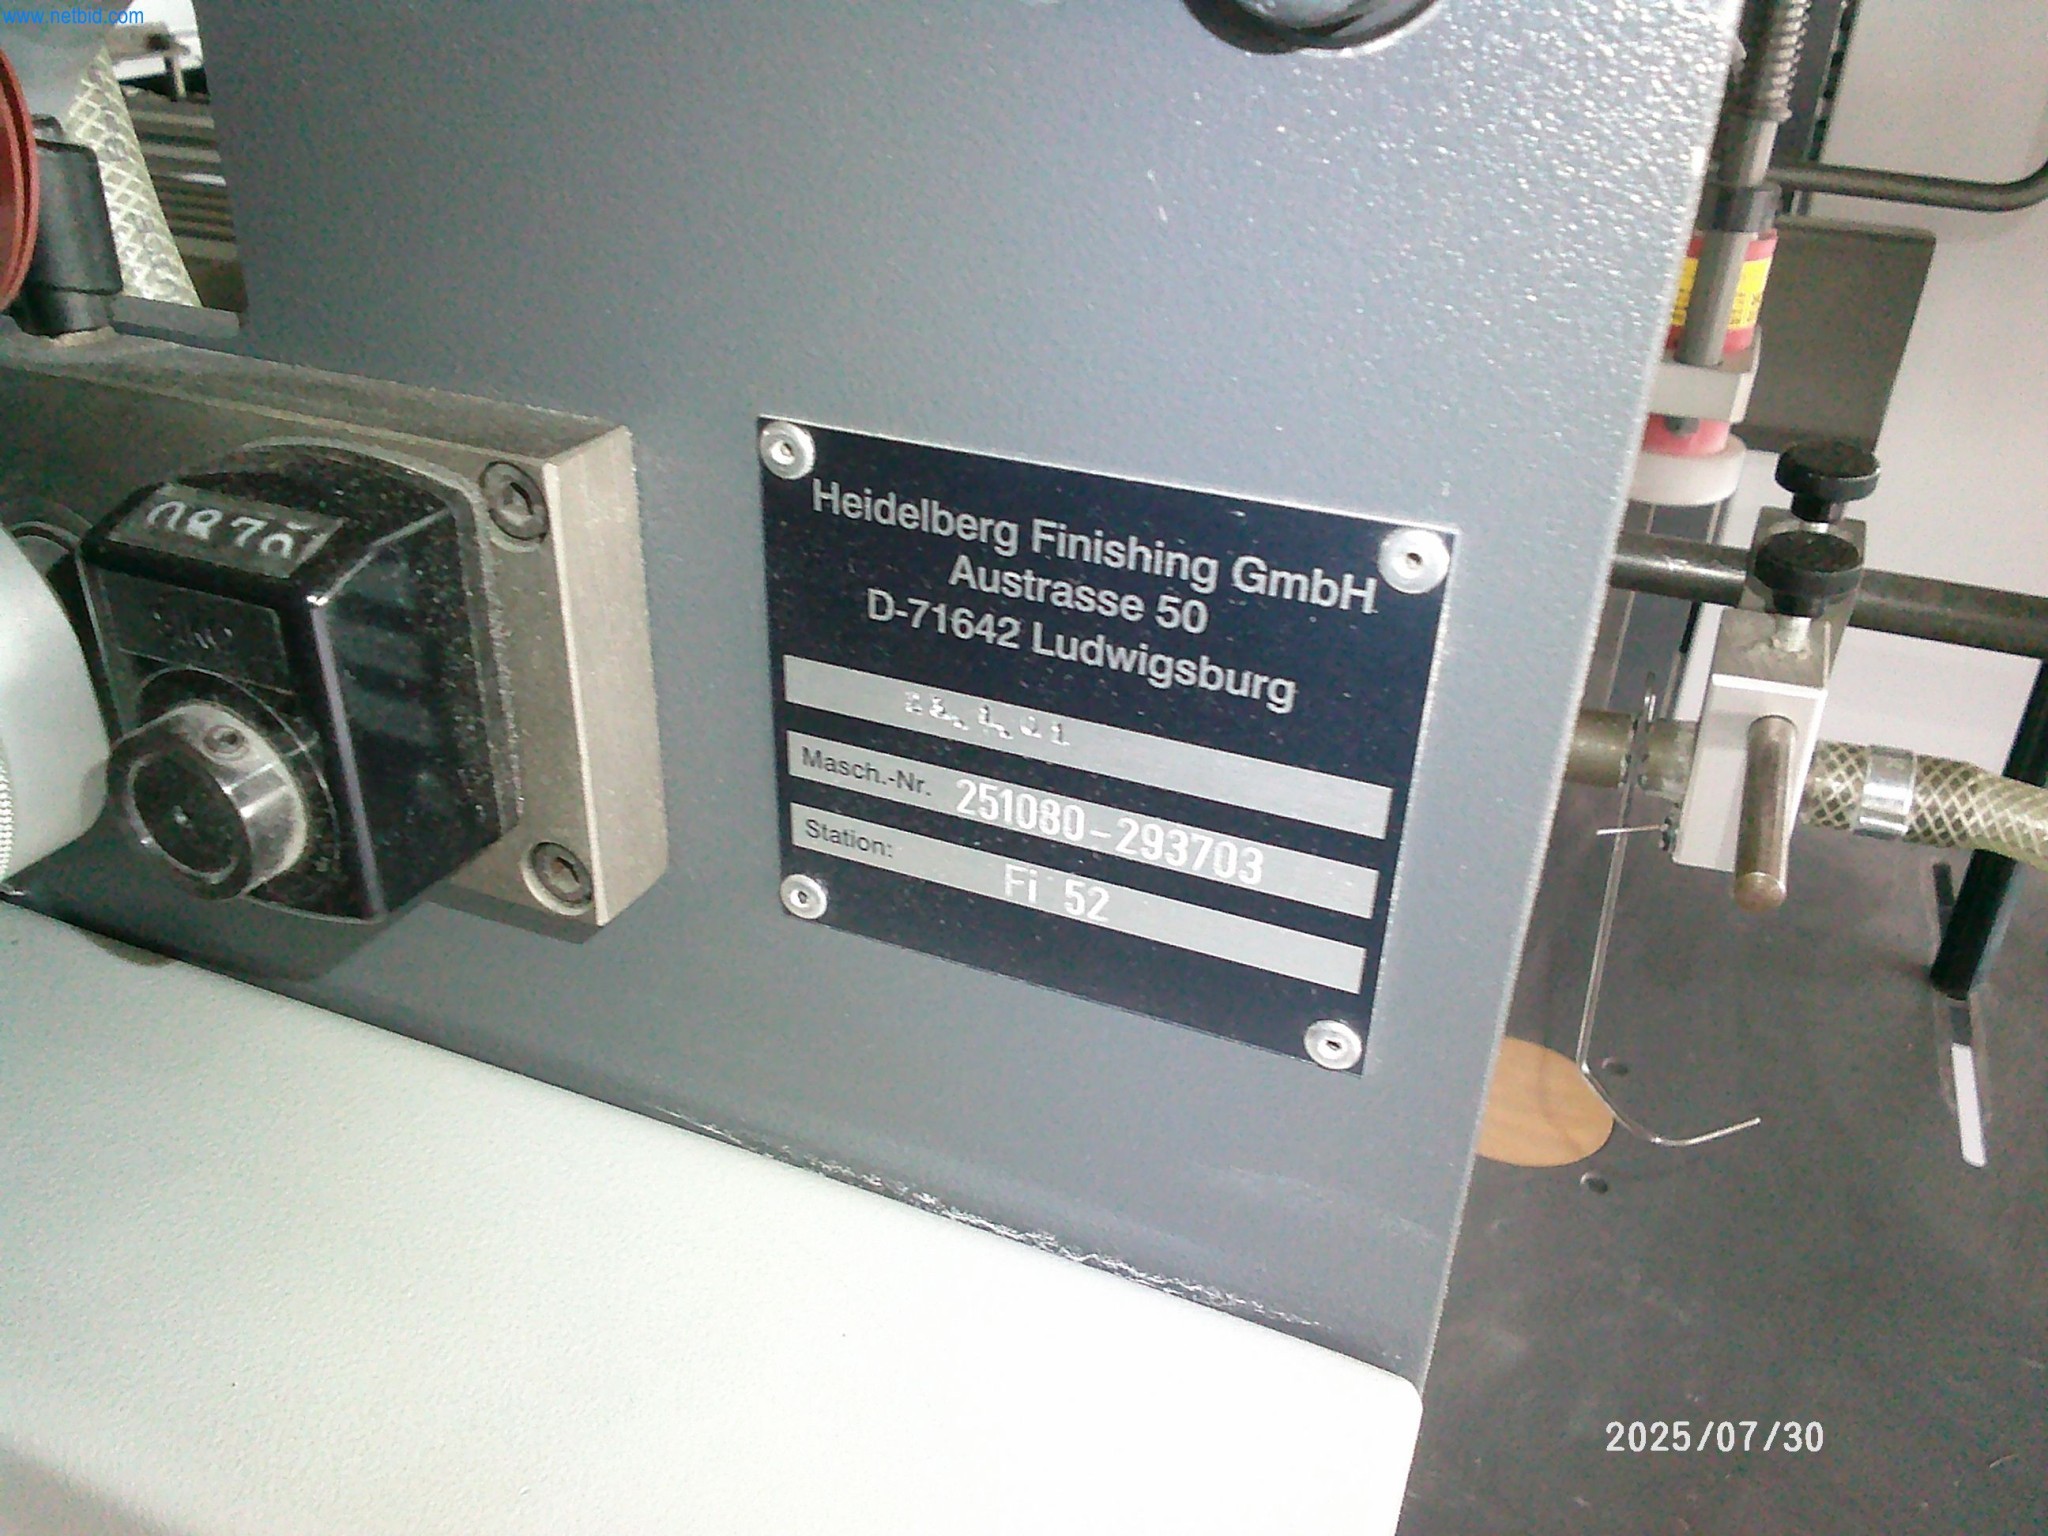 www.netbid.com
Heidelberg Finishing GmbH
Austrasse 50
D-71642 Ludwigsburg
Masch.-Nr. 251080-293703
Station: Fi 52
2025/07/30